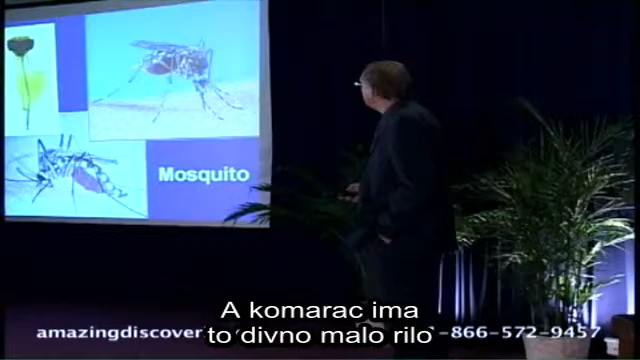 Mosquito
A komarac ima
to divno malo rilo
amazingdiscover
-866-572-9457